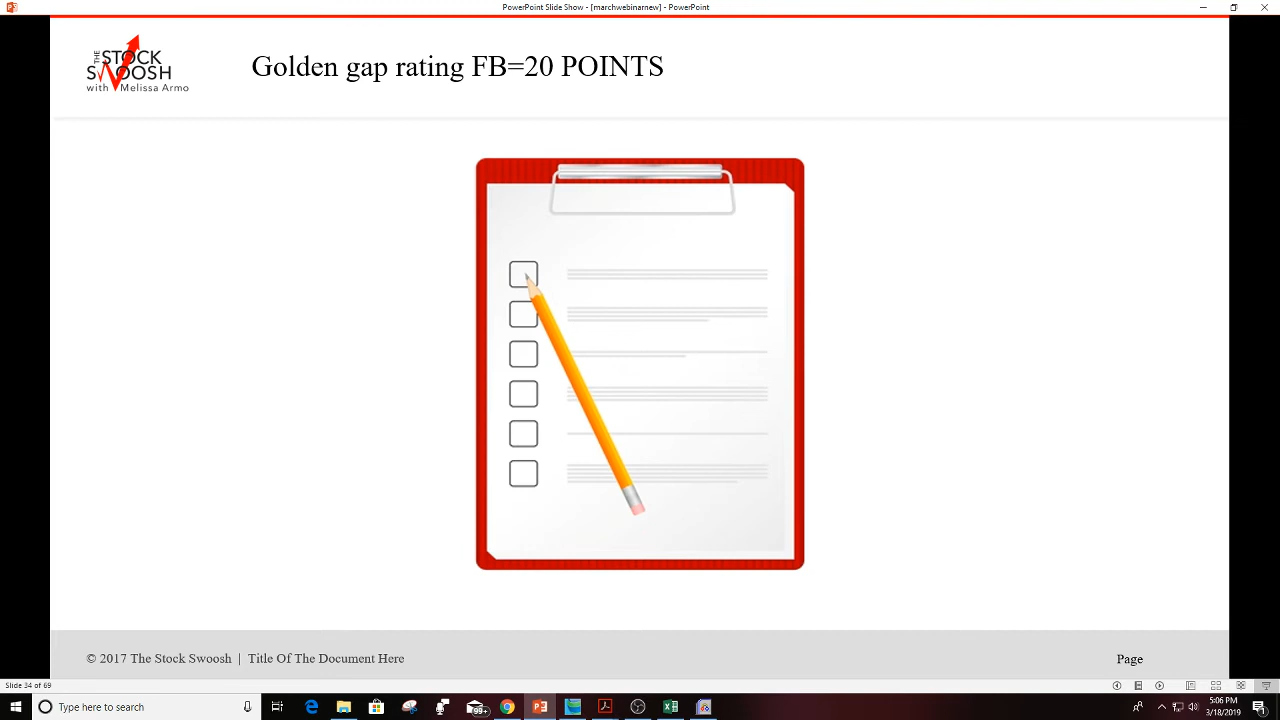 PowerPoint Slide Show - [marchwebinarnew] - PowerPoint
THE STOCK
SWOOSH
with Melissa Armo
Golden gap rating FB=20 POINTS
© 2017 The Stock Swoosh | Title Of The Document Here
Page
Slide 34 of 69
Type here to search
99+
5:06 PM
3/18/2019